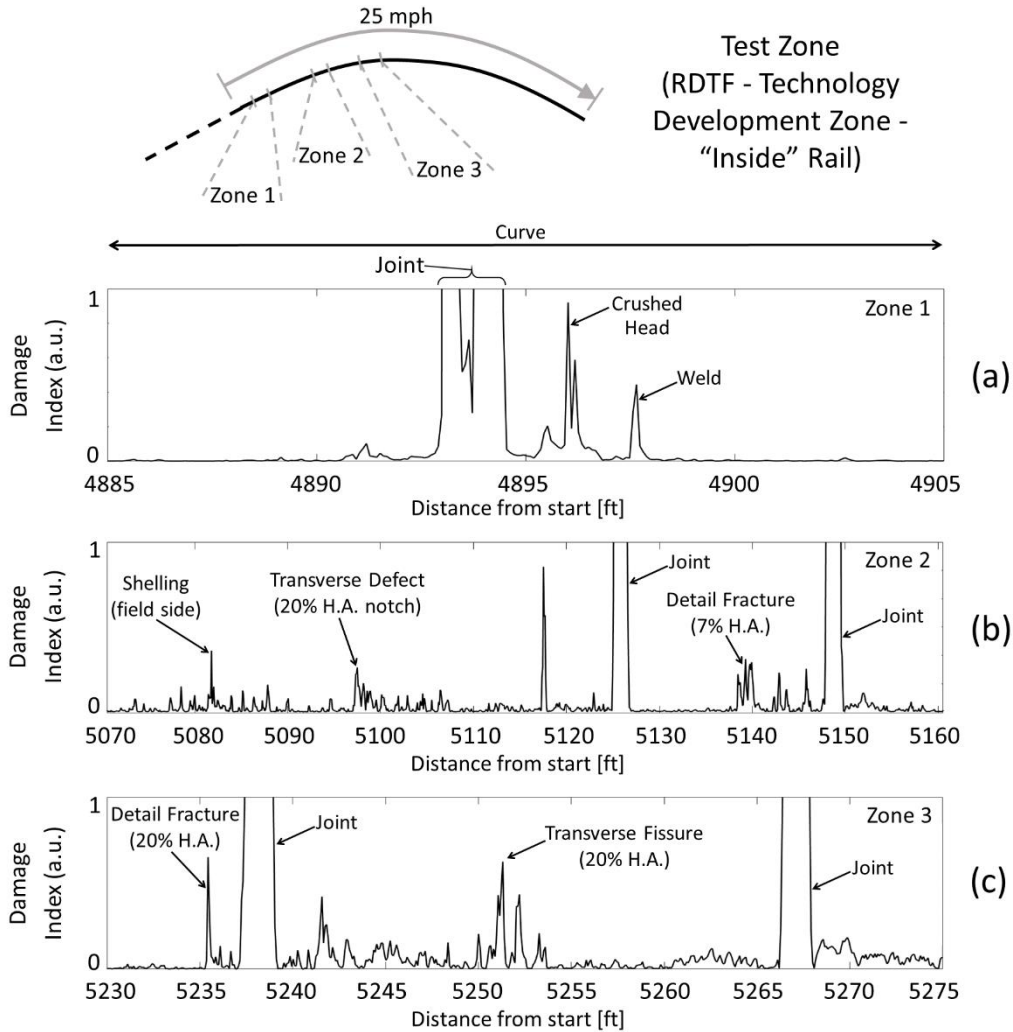 25 mph
Test Zone
(RDTF - Technology
Development Zone -
“Inside” Rail)
Zone 1
Zone 2
Zone 3
Curve
Joint
1
Crushed
Head
Zone 1
Weld
Damage
Index (a.u.)
(a)
0
4885 4890 4895 4900 4905
Distance from start [ft]
1
Joint
Zone 2
Shelling
(field side)
Transverse Defect
(20% H.A. notch)
Detail Fracture
(7% H.A.)
Joint
Damage
Index (a.u.)
(b)
0
5070 5080 5090 5100 5110 5120 5130 5140 5150 5160
Distance from start [ft]
1
Detail Fracture
(20% H.A.)
Joint
Transverse Fissure
(20% H.A.)
Zone 3
Joint
Damage
Index (a.u.)
(c)
0
5230 5235 5240 5245 5250 5255 5260 5265 5270 5275
Distance from start [ft]